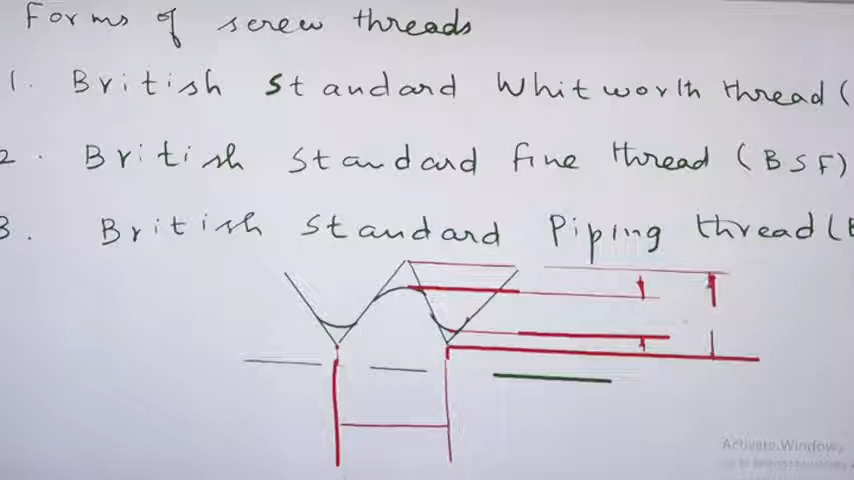 Forms of screw threads
1. British Standard Whitworth thread (
2. British Standard fine thread (BSF)
3. British Standard Piping thread (B
Activate Windows